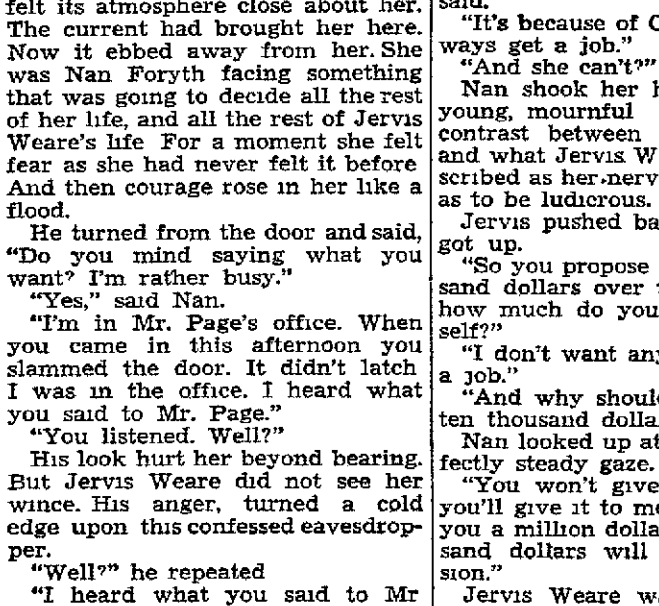 felt its atmosphere close about her.
The current had brought her here.
Now it ebbed away from her. She
was Nan Foryth facing something
that was going to decide all the rest
of her life, and all the rest of Jervis
Weare's life For a moment she felt
fear as she had never felt it before
And then courage rose in her like a
flood.
He turned from the door and said,
"Do you mind saying what you
want? I'm rather busy."
"Yes," said Nan.
"I'm in Mr. Page's office. When
you came in this afternoon you
slammed the door. It didn't latch
I was in the office. I heard what
you said to Mr. Page."
"You listened. Well?"
His look hurt her beyond bearing.
But Jervis Weare did not see her
wince. His anger, turned a cold
edge upon this confessed eavesdrop-
per.
"Well?" he repeated
"I heard what you said to Mr
said.
"It's because of
ways get a job."
"And she can't?"
Nan shook her
young, mournful
contrast between
and what Jervis W
scribed as her nerv
as to be ludicrous.
Jervis pushed ba
got up.
"So you propose
sand dollars over
how much do you
self?"
"I don't want any
a job."
"And why shoul
ten thousand dolla
Nan looked up at
fectly steady gaze.
"You won't give
you'll give it to me
you a million dolla
sand dollars will
sion."
Jervis Weare w